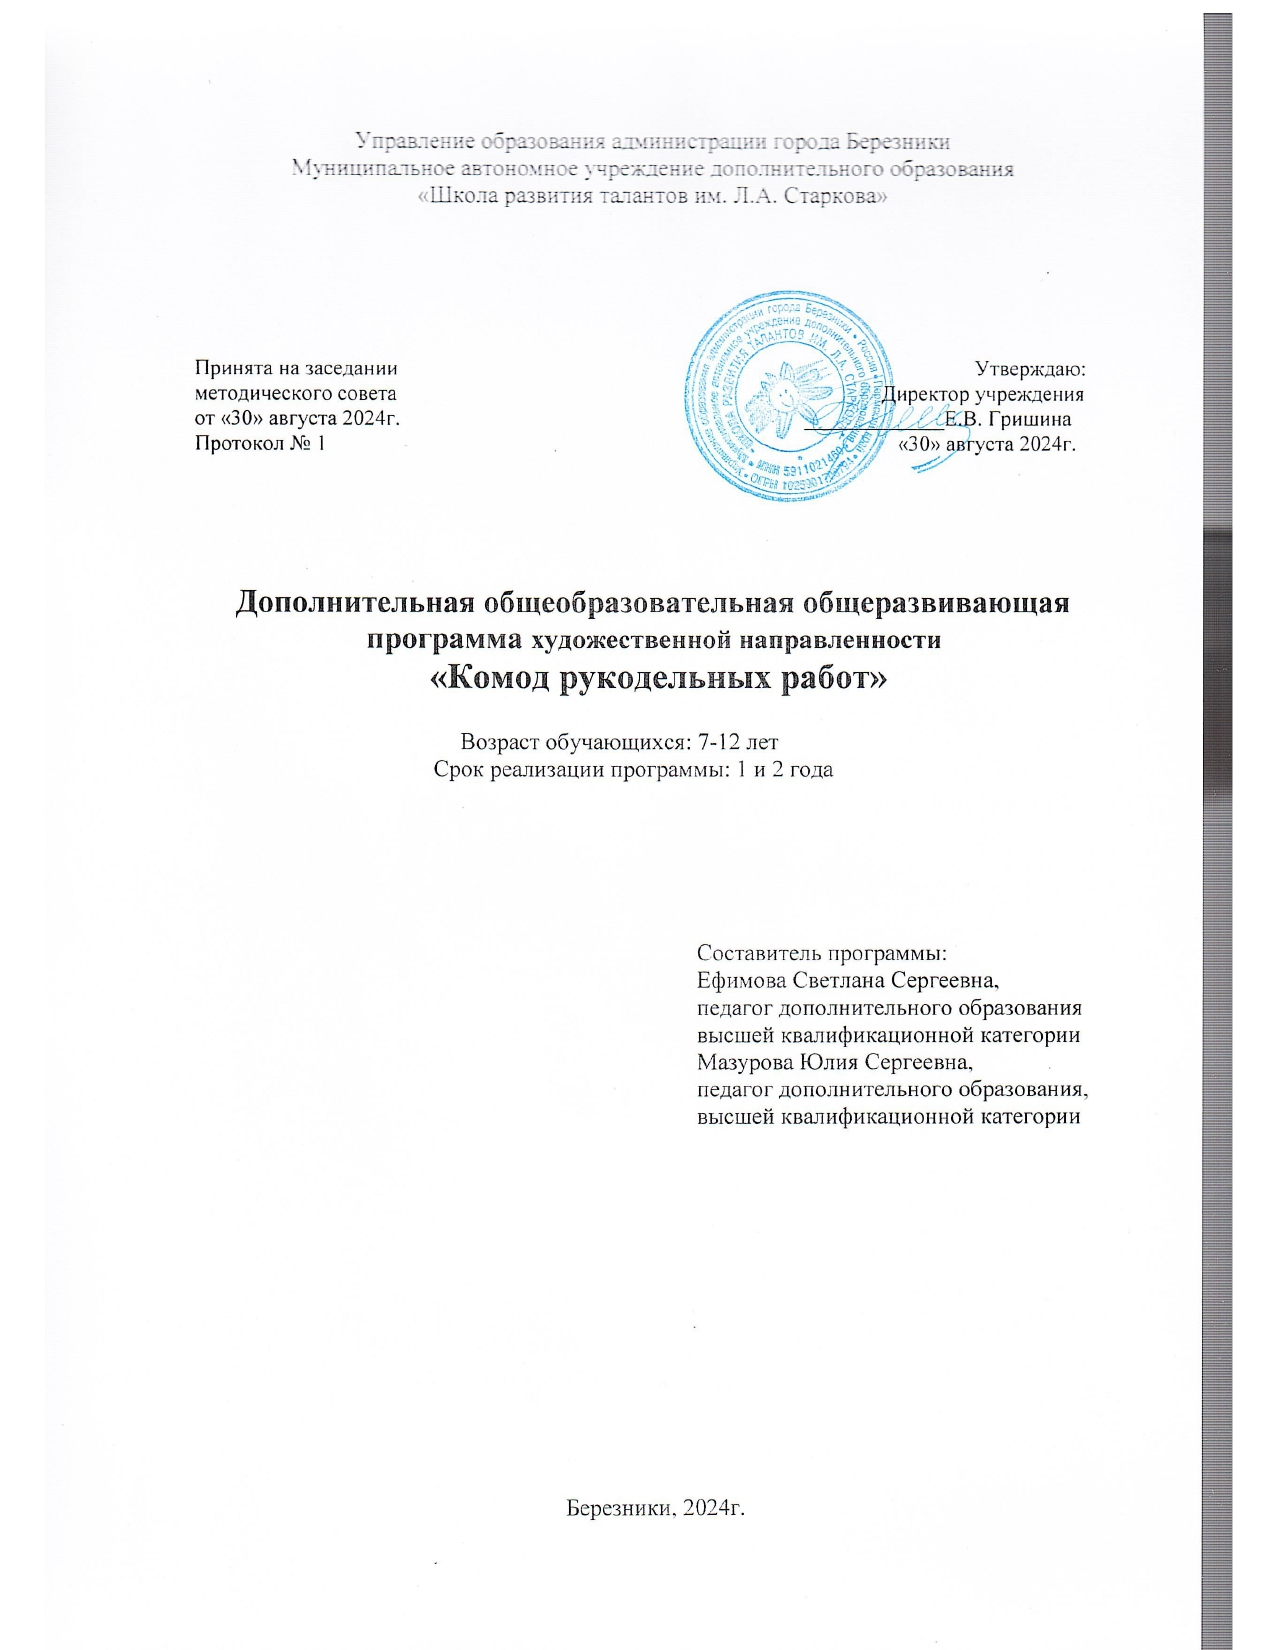 Управление образования администрации города Березники
Муниципальное автономное учреждение дополнительного образования
«Школа развития талантов им. Л.А. Старкова»
Принята на заседании
методического совета
от «30» августа 2024г.
Протокол № 1
Утверждаю:
Директор учреждения
Е.В. Гришина
«30» августа 2024г.
Дополнительная общеобразовательная общеразвивающая
программа художественной направленности
«Комод рукодельных работ»
Возраст обучающихся: 7-12 лет
Срок реализации программы: 1 и 2 года
Составитель программы:
Ефимова Светлана Сергеевна,
педагог дополнительного образования
высшей квалификационной категории
Мазурова Юлия Сергеевна,
педагог дополнительного образования,
высшей квалификационной категории
Березники, 2024г.